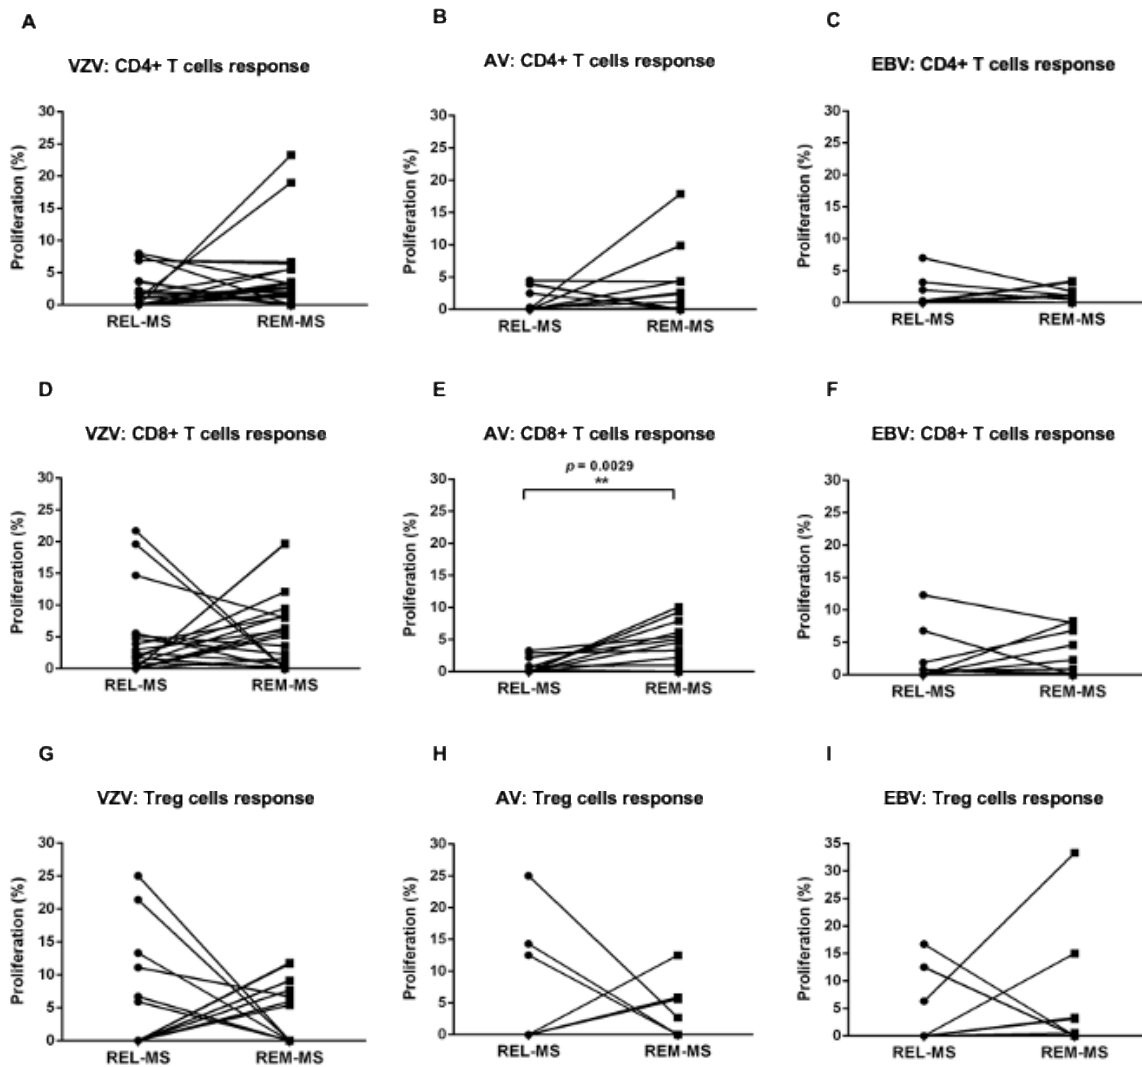 A
VZV: CD4+ T cells response
Proliferation (%)
30
25
20
15
10
5
0
REL-MS
REM-MS
B
AV: CD4+ T cells response
Proliferation (%)
30
25
20
15
10
5
0
REL-MS
REM-MS
C
EBV: CD4+ T cells response
Proliferation (%)
30
25
20
15
10
5
0
REL-MS
REM-MS
D
VZV: CD8+ T cells response
Proliferation (%)
30
25
20
15
10
5
0
REL-MS
REM-MS
E
AV: CD8+ T cells response
p = 0.0029
**
Proliferation (%)
30
25
20
15
10
5
0
REL-MS
REM-MS
F
EBV: CD8+ T cells response
Proliferation (%)
30
25
20
15
10
5
0
REL-MS
REM-MS
G
VZV: Treg cells response
Proliferation (%)
30
25
20
15
10
5
0
REL-MS
REM-MS
H
AV: Treg cells response
Proliferation (%)
30
25
20
15
10
5
0
REL-MS
REM-MS
I
EBV: Treg cells response
Proliferation (%)
35
30
25
20
15
10
5
0
REL-MS
REM-MS